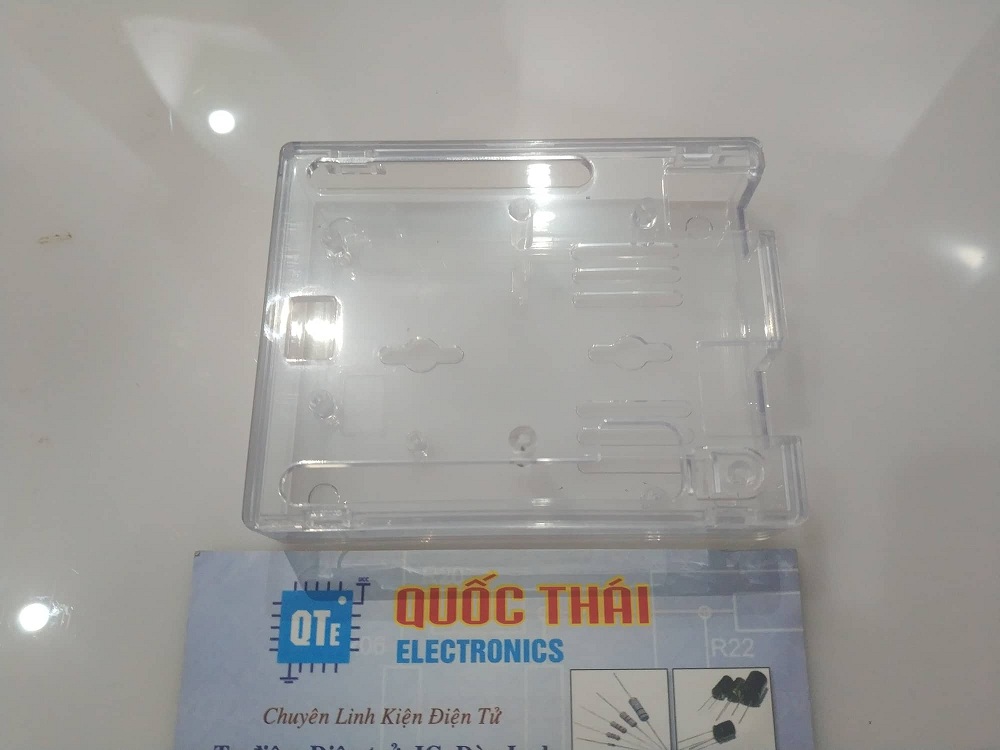 QUỐC THÁI
QTE
ELECTRONICS
R22
Chuyên Linh Kiện Điện Tử